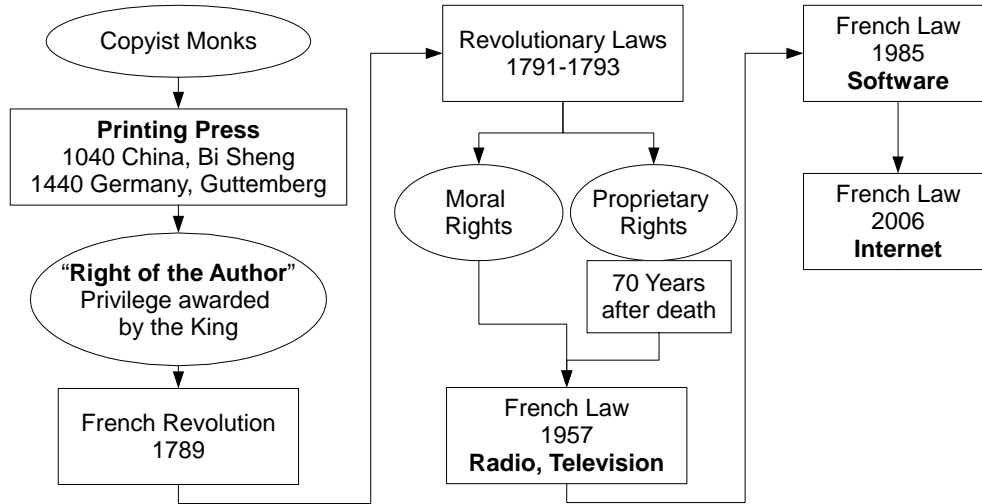 Copyist Monks
Printing Press
1040 China, Bi Sheng
1440 Germany, Guttemberg
“Right of the Author”
Privilege awarded
by the King
French Revolution
1789
Revolutionary Laws
1791-1793
Moral
Rights
Proprietary
Rights
70 Years
after death
French Law
1957
Radio, Television
French Law
1985
Software
French Law
2006
Internet